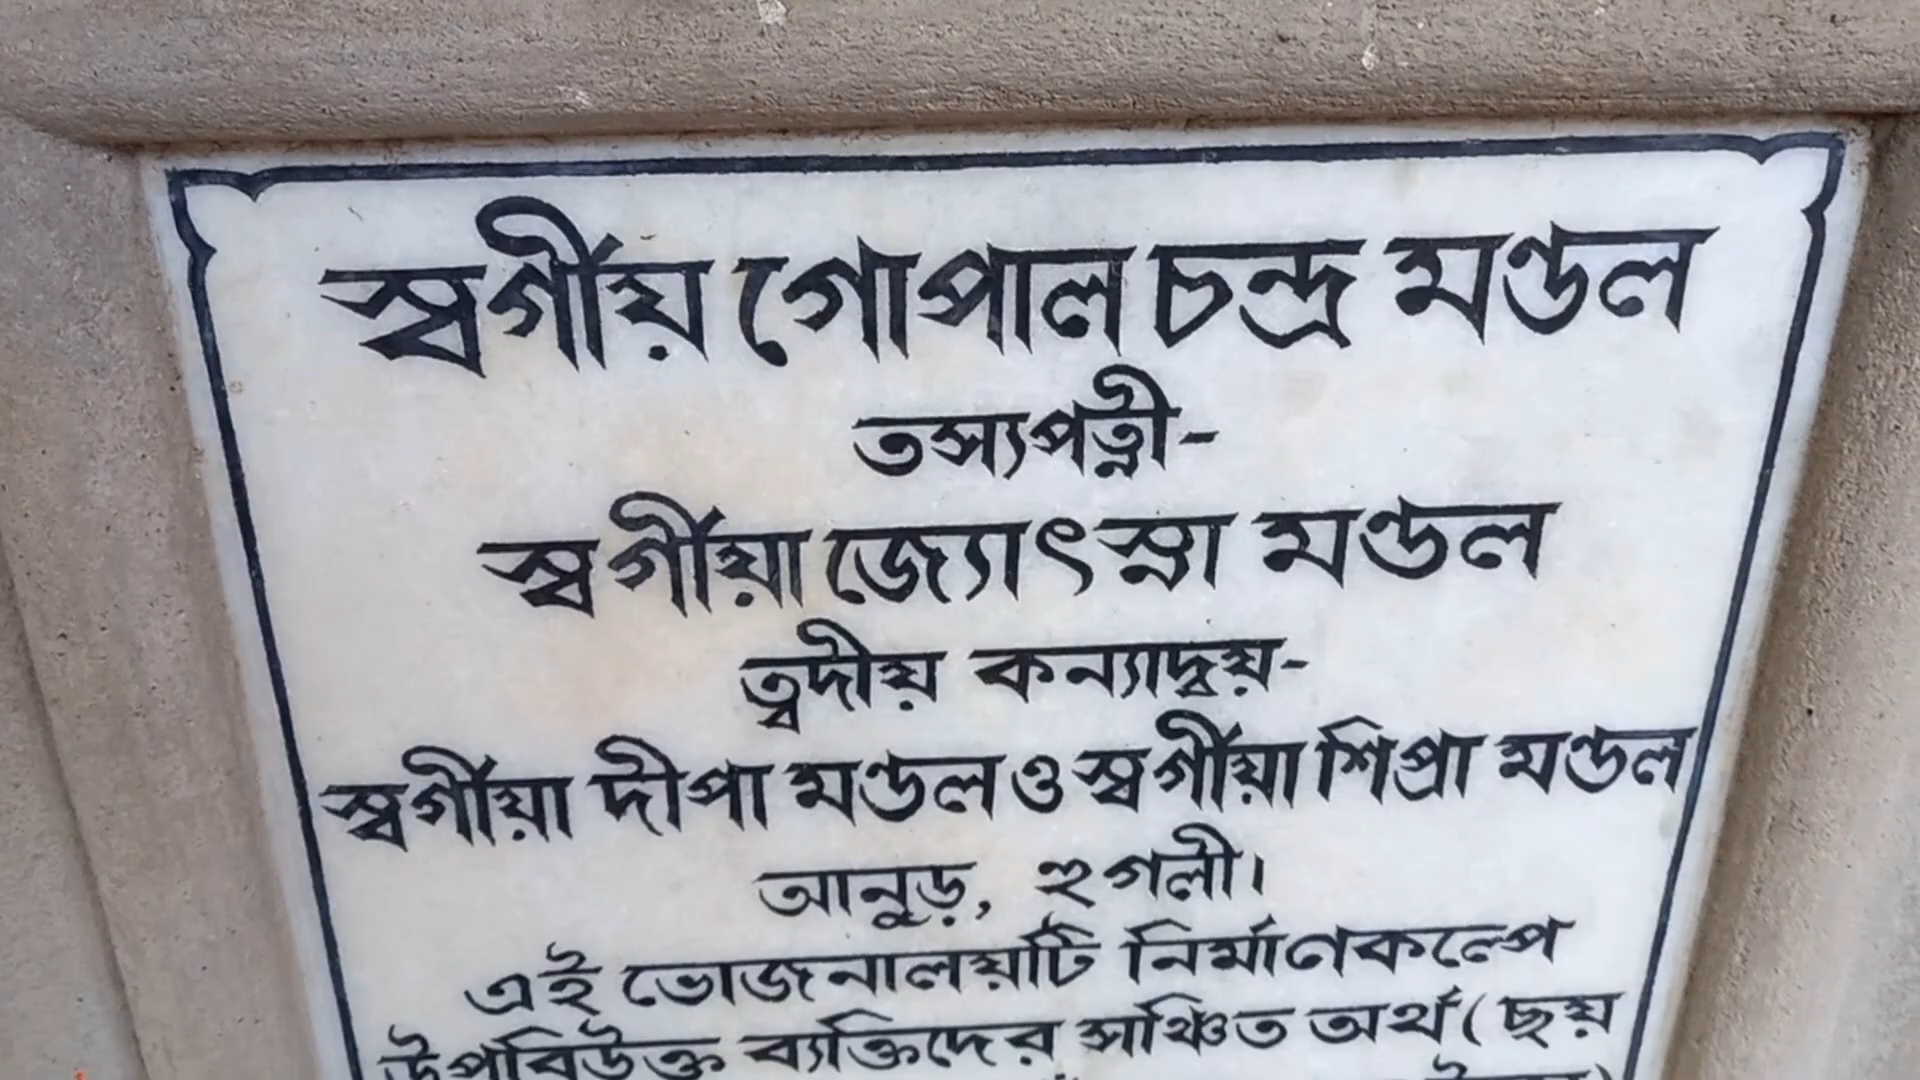 স্বর্গীয় গোপাল চন্দ্র মণ্ডল
তস্যপত্নী-
স্বর্গীয়া জ্যোৎস্না মণ্ডল
ত্বদীয় কন্যাদ্বয়-
স্বর্গীয়া দীপা মণ্ডল ও স্বর্গীয়া শিপ্রা মণ্ডল
আনুড়, হুগলী।
এই ভোজনালয়টি নির্মাণকল্পে
উপরিউক্ত ব্যক্তিদের সঞ্চিত অর্থ (ছয়